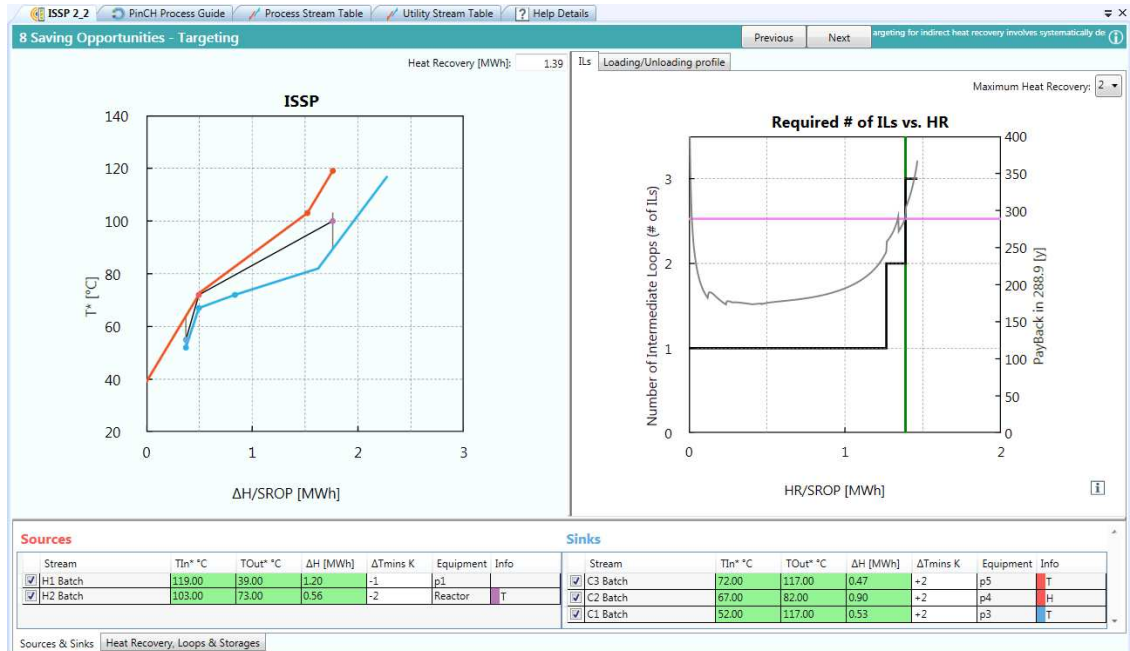 ISSP 2_2 PinCH Process Guide Process Stream Table Utility Stream Table ? Help Details
8 Saving Opportunities - Targeting Previous Next argeting for indirect heat recovery involves systematically de
Heat Recovery [MWh]: 1.39
ILs Loading/Unloading profile
Maximum Heat Recovery: 2
ISSP
140
120
100
80
60
40
20
T* [°C]
0 1 2 3
ΔH/SROP [MWh]
Required # of ILs vs. HR
3
2
1
0
Number of Intermediate Loops (# of ILs)
400
350
300
250
200
150
100
50
0
PayBack in 288.9 [y]
0 1 2
HR/SROP [MWh]
Sources
Stream TIn* °C TOut* °C ΔH [MWh] ΔTmins K Equipment Info
H1 Batch 119.00 39.00 1.20 -1 p1
H2 Batch 103.00 73.00 0.56 -2 Reactor T
Sinks
Stream TIn* °C TOut* °C ΔH [MWh] ΔTmins K Equipment Info
C3 Batch 72.00 117.00 0.47 +2 p5 T
C2 Batch 67.00 82.00 0.90 +2 p4 H
C1 Batch 52.00 117.00 0.53 +2 p3 T
Sources & Sinks Heat Recovery, Loops & Storages